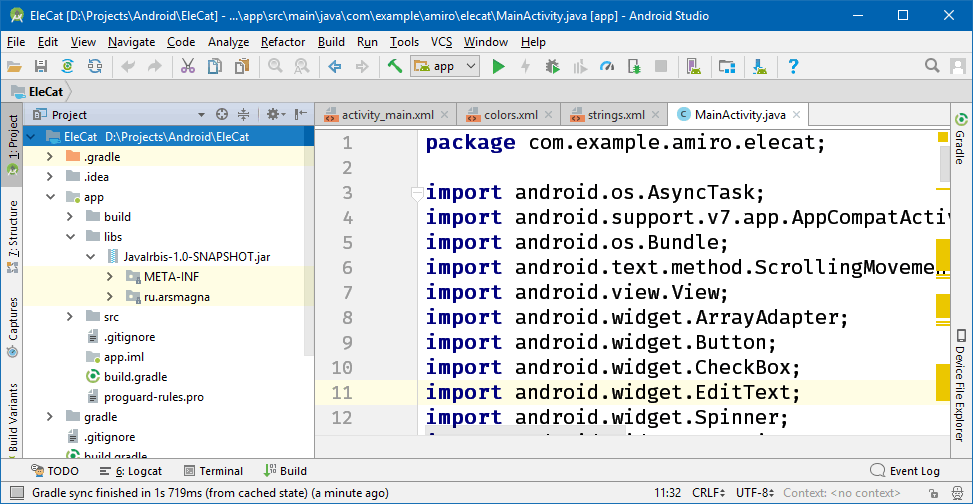 EleCat [D:\Projects\Android\EleCat] - ...\app\src\main\java\com\example\amiro\elecat\MainActivity.java [app] - Android Studio
File Edit View Navigate Code Analyze Refactor Build Run Tools VCS Window Help
app
EleCat
Project
activity_main.xml colors.xml strings.xml MainActivity.java
1: Project
7: Structure
Captures
Build Variants
EleCat D:\Projects\Android\EleCat
.gradle
.idea
app
build
libs
JavaIrbis-1.0-SNAPSHOT.jar
META-INF
ru.arsmagna
src
.gitignore
app.iml
build.gradle
proguard-rules.pro
gradle
.gitignore
build.gradle
1 package com.example.amiro.elecat;
2
3 import android.os.AsyncTask;
4 import android.support.v7.app.AppCompatActiv
5 import android.os.Bundle;
6 import android.text.method.ScrollingMovemen
7 import android.view.View;
8 import android.widget.ArrayAdapter;
9 import android.widget.Button;
10 import android.widget.CheckBox;
11 import android.widget.EditText;
12 import android.widget.Spinner;
Gradle
Device File Explorer
TODO 6: Logcat Terminal Build Event Log
Gradle sync finished in 1s 719ms (from cached state) (a minute ago) 11:32 CRLF UTF-8 Context: <no context>